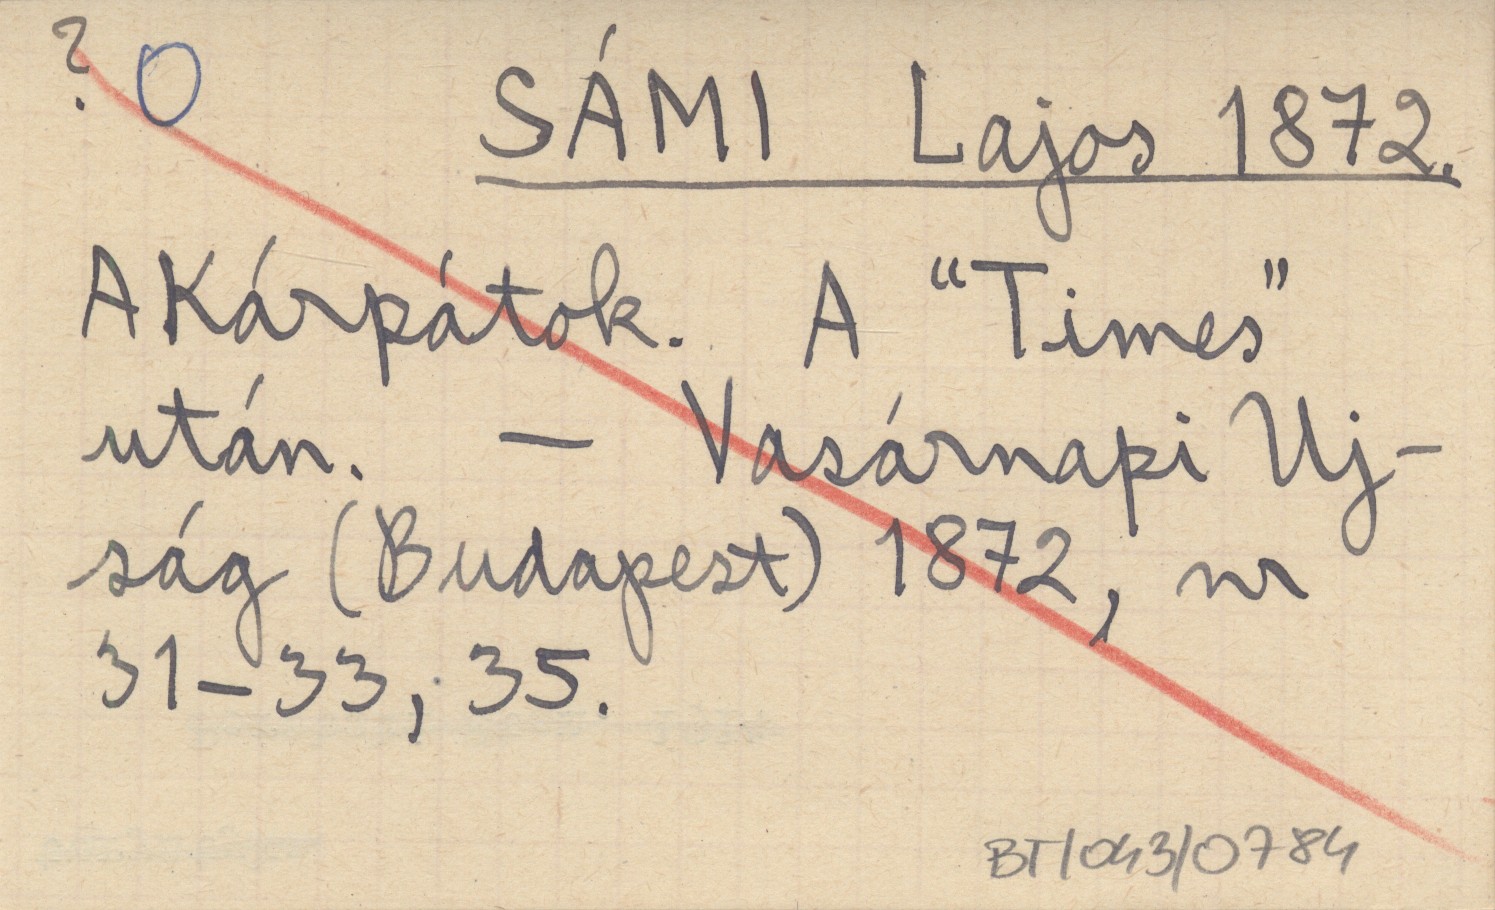 ? O
SÁMI Lajos 1872.
A Kárpátok. A “Times”
után. — Vasárnapi Uj-
ság (Budapest) 1872, nr
31–33, 35.
BT/043/0784